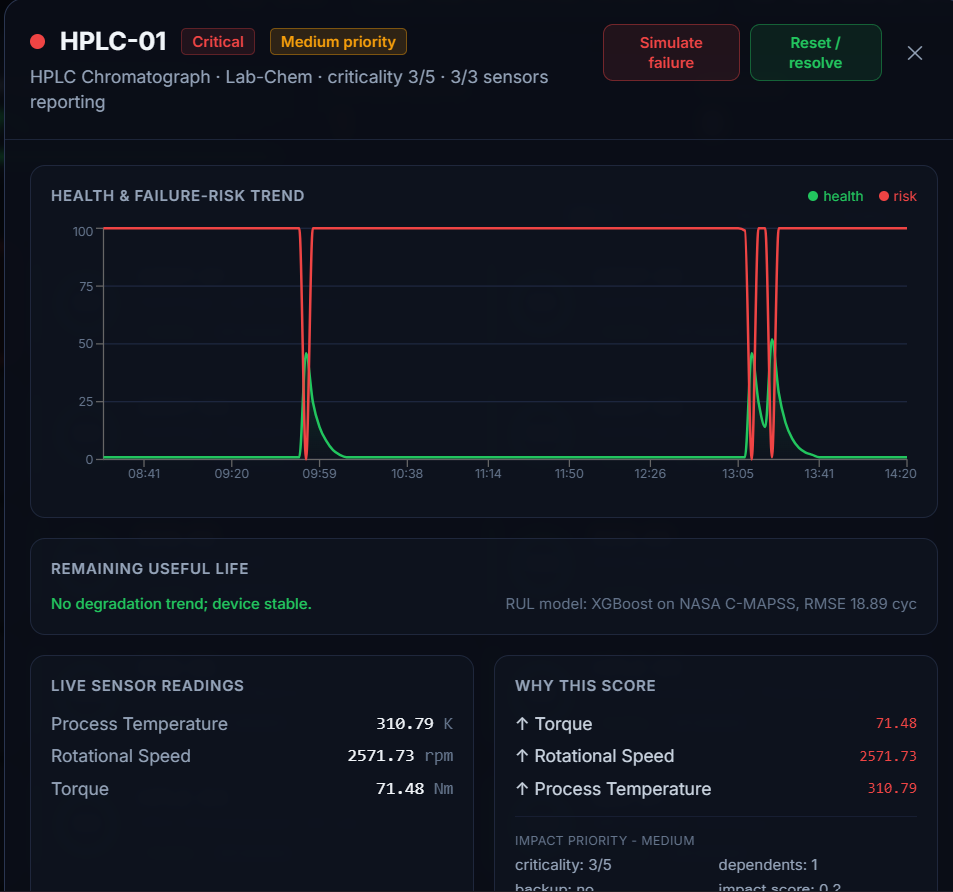 HPLC-01 Critical Medium priority
Simulate failure
Reset / resolve
HPLC Chromatograph · Lab-Chem · criticality 3/5 · 3/3 sensors
reporting
HEALTH & FAILURE-RISK TREND
health risk
100
75
50
25
0
08:41 09:20 09:59 10:38 11:14 11:50 12:26 13:05 13:41 14:20
REMAINING USEFUL LIFE
No degradation trend; device stable.
RUL model: XGBoost on NASA C-MAPSS, RMSE 18.89 cyc
LIVE SENSOR READINGS
Process Temperature 310.79 K
Rotational Speed 2571.73 rpm
Torque 71.48 Nm
WHY THIS SCORE
↑ Torque 71.48
↑ Rotational Speed 2571.73
↑ Process Temperature 310.79
IMPACT PRIORITY - MEDIUM
criticality: 3/5 dependents: 1
backup: no impact score: 0.2